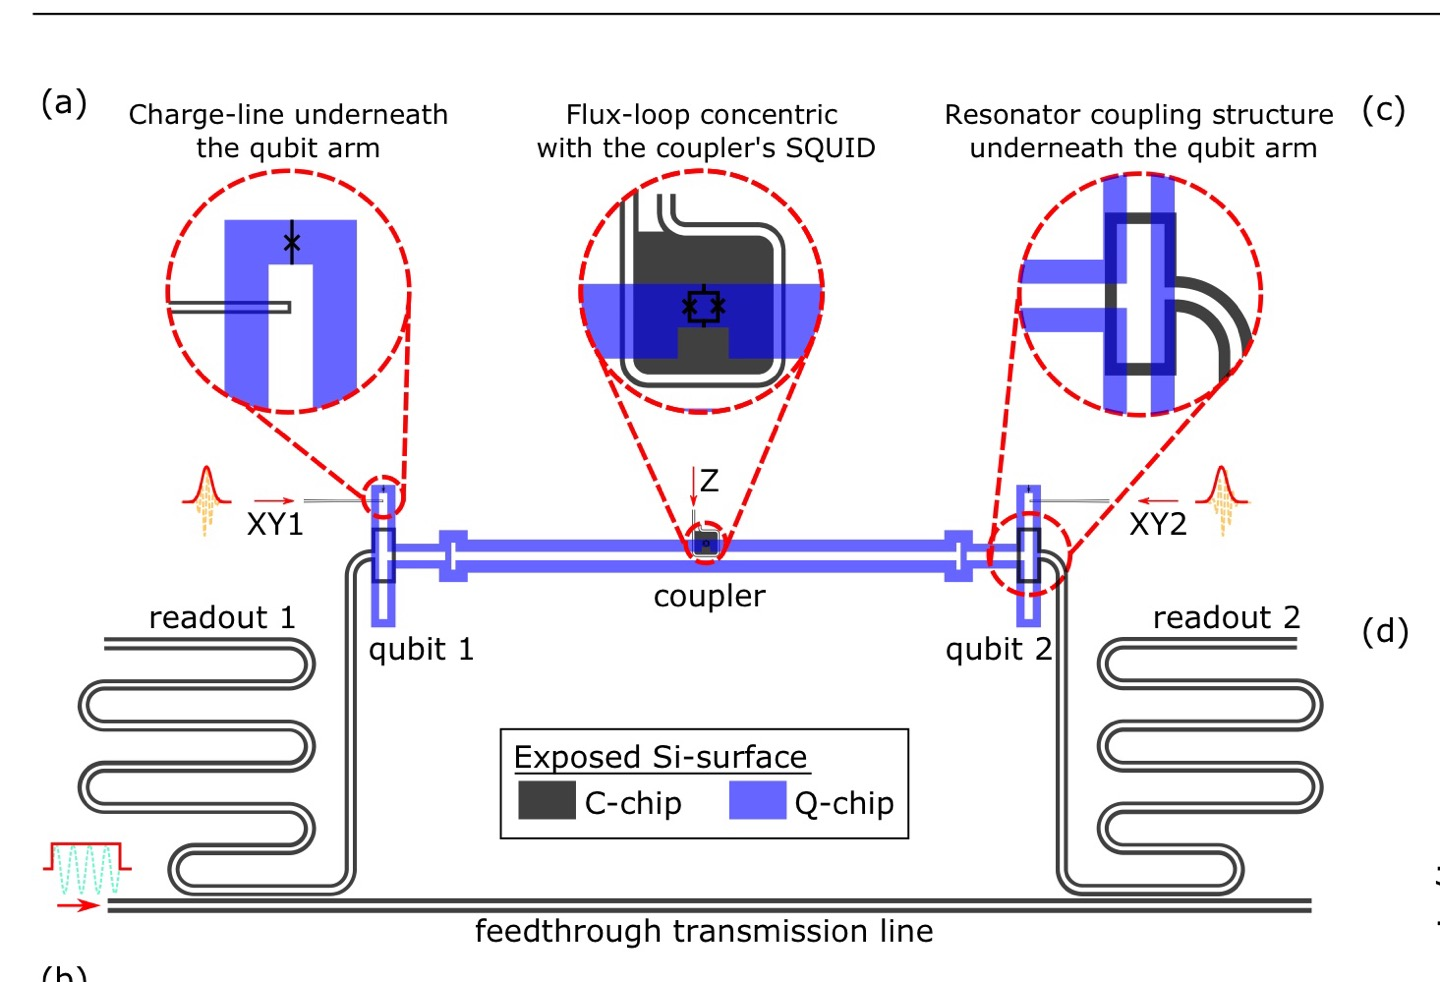 (a)
Charge-line underneath
the qubit arm
Flux-loop concentric
with the coupler's SQUID
Resonator coupling structure
underneath the qubit arm
(c)
Z
XY1
XY2
coupler
readout 1
qubit 1
qubit 2
readout 2
(d)
Exposed Si-surface
C-chip
Q-chip
feedthrough transmission line
(b)